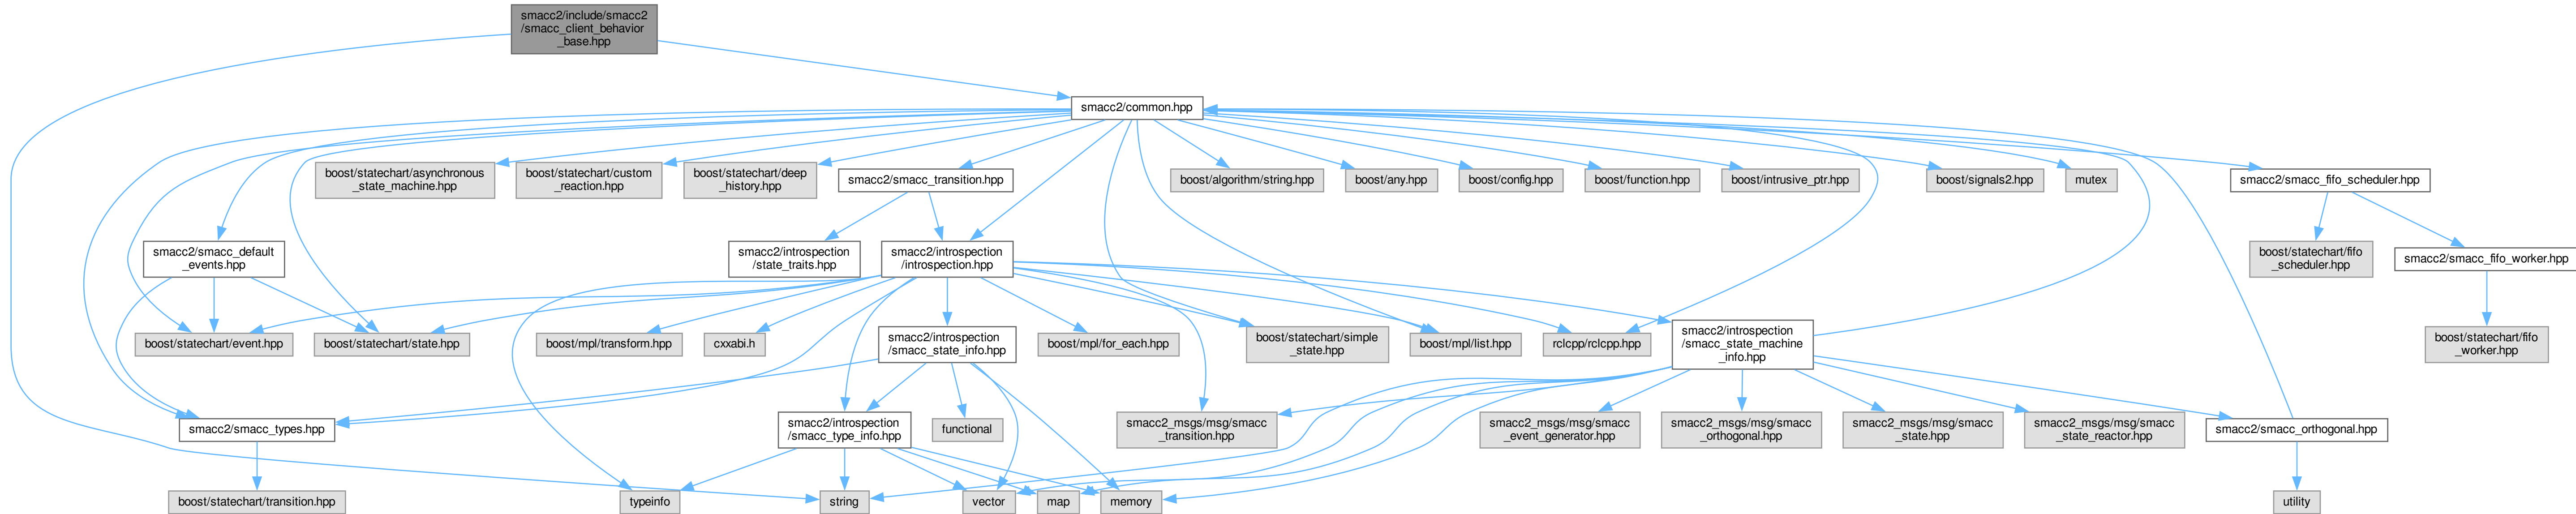 smacc2/include/smacc2
/smacc_client_behavior
_base.hpp
smacc2/common.hpp
boost/statechart/asynchronous
_state_machine.hpp
boost/statechart/custom
_reaction.hpp
boost/statechart/deep
_history.hpp
smacc2/smacc_transition.hpp
boost/algorithm/string.hpp
boost/any.hpp
boost/config.hpp
boost/function.hpp
boost/intrusive_ptr.hpp
boost/signals2.hpp
mutex
smacc2/smacc_fifo_scheduler.hpp
smacc2/smacc_default
_events.hpp
smacc2/introspection
/state_traits.hpp
smacc2/introspection
/introspection.hpp
boost/statechart/fifo
_scheduler.hpp
smacc2/smacc_fifo_worker.hpp
boost/statechart/event.hpp
boost/statechart/state.hpp
boost/mpl/transform.hpp
cxxabi.h
smacc2/introspection
/smacc_state_info.hpp
boost/mpl/for_each.hpp
boost/statechart/simple
_state.hpp
boost/mpl/list.hpp
rclcpp/rclcpp.hpp
smacc2/introspection
/smacc_state_machine
_info.hpp
boost/statechart/fifo
_worker.hpp
smacc2/smacc_types.hpp
smacc2/introspection
/smacc_type_info.hpp
functional
smacc2_msgs/msg/smacc
_transition.hpp
smacc2_msgs/msg/smacc
_event_generator.hpp
smacc2_msgs/msg/smacc
_orthogonal.hpp
smacc2_msgs/msg/smacc
_state.hpp
smacc2_msgs/msg/smacc
_state_reactor.hpp
smacc2/smacc_orthogonal.hpp
boost/statechart/transition.hpp
typeinfo
string
vector
map
memory
utility